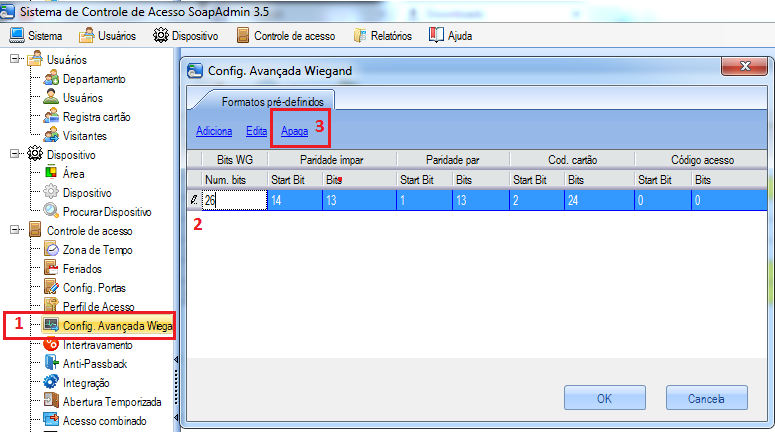 Sistema de Controle de Acesso SoapAdmin 3.5
Sistema Usuários Dispositivo Controle de acesso Relatórios Ajuda
Usuários
Departamento
Usuários
Registra cartão
Visitantes
Dispositivo
Área
Dispositivo
Procurar Dispositivo
Controle de acesso
Zona de Tempo
Feriados
Config. Portas
Perfil de Acesso
1 Config. Avançada Wiega
Intertravamento
Anti-Passback
Integração
Abertura Temporizada
Acesso combinado
Config. Avançada Wiegand
Formatos pré-definidos
Adiciona Edita Apaga 3
Bits WG Paridade ímpar Paridade par Cod. cartão Código acesso
Num. bits Start Bit Bits Start Bit Bits Start Bit Bits Start Bit Bits
26 14 13 1 13 2 24 0 0
2
OK Cancela